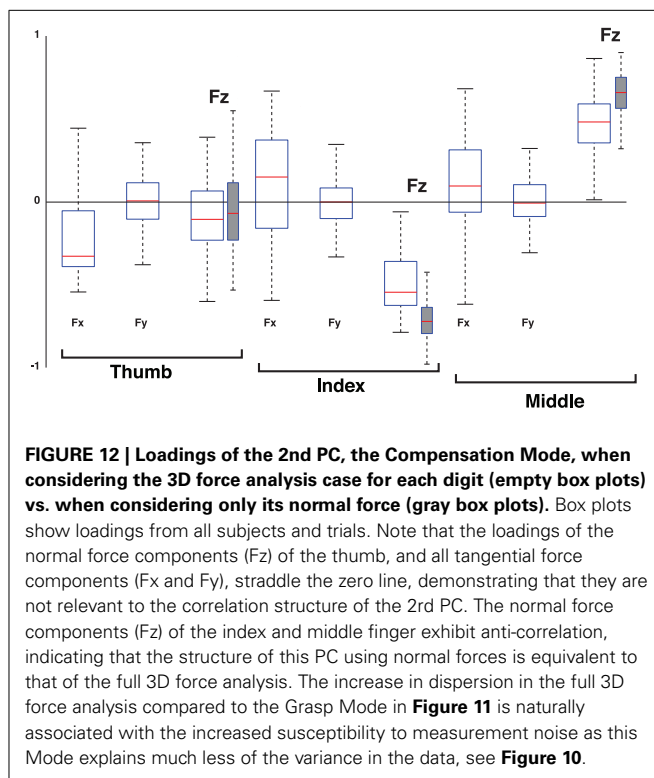 1
Fz
Fz
Fz
0
Fx Fy Fx Fy Fx Fy
-1
Thumb
Index
Middle
FIGURE 12 | Loadings of the 2nd PC, the Compensation Mode, when
considering the 3D force analysis case for each digit (empty box plots)
vs. when considering only its normal force (gray box plots). Box plots
show loadings from all subjects and trials. Note that the loadings of the
normal force components (Fz) of the thumb, and all tangential force
components (Fx and Fy), straddle the zero line, demonstrating that they are
not relevant to the correlation structure of the 2rd PC. The normal force
components (Fz) of the index and middle finger exhibit anti-correlation,
indicating that the structure of this PC using normal forces is equivalent to
that of the full 3D force analysis. The increase in dispersion in the full 3D
force analysis compared to the Grasp Mode in Figure 11 is naturally
associated with the increased susceptibility to measurement noise as this
Mode explains much less of the variance in the data, see Figure 10.